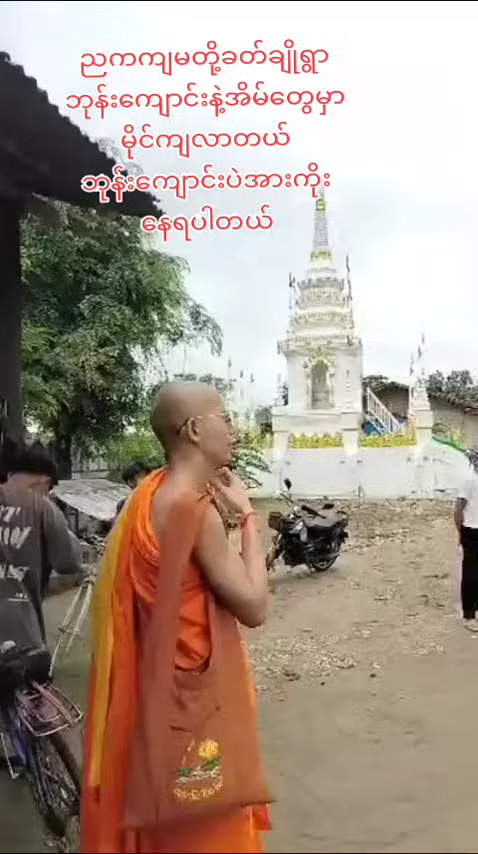 ညကကျမတို့ခတ်ချိုရွာ
ဘုန်းကျောင်းနဲ့အိမ်တွေမှာ
မိုင်ကျလာတယ်
ဘုန်းကျောင်းပဲအားကိုး
နေရပါတယ်